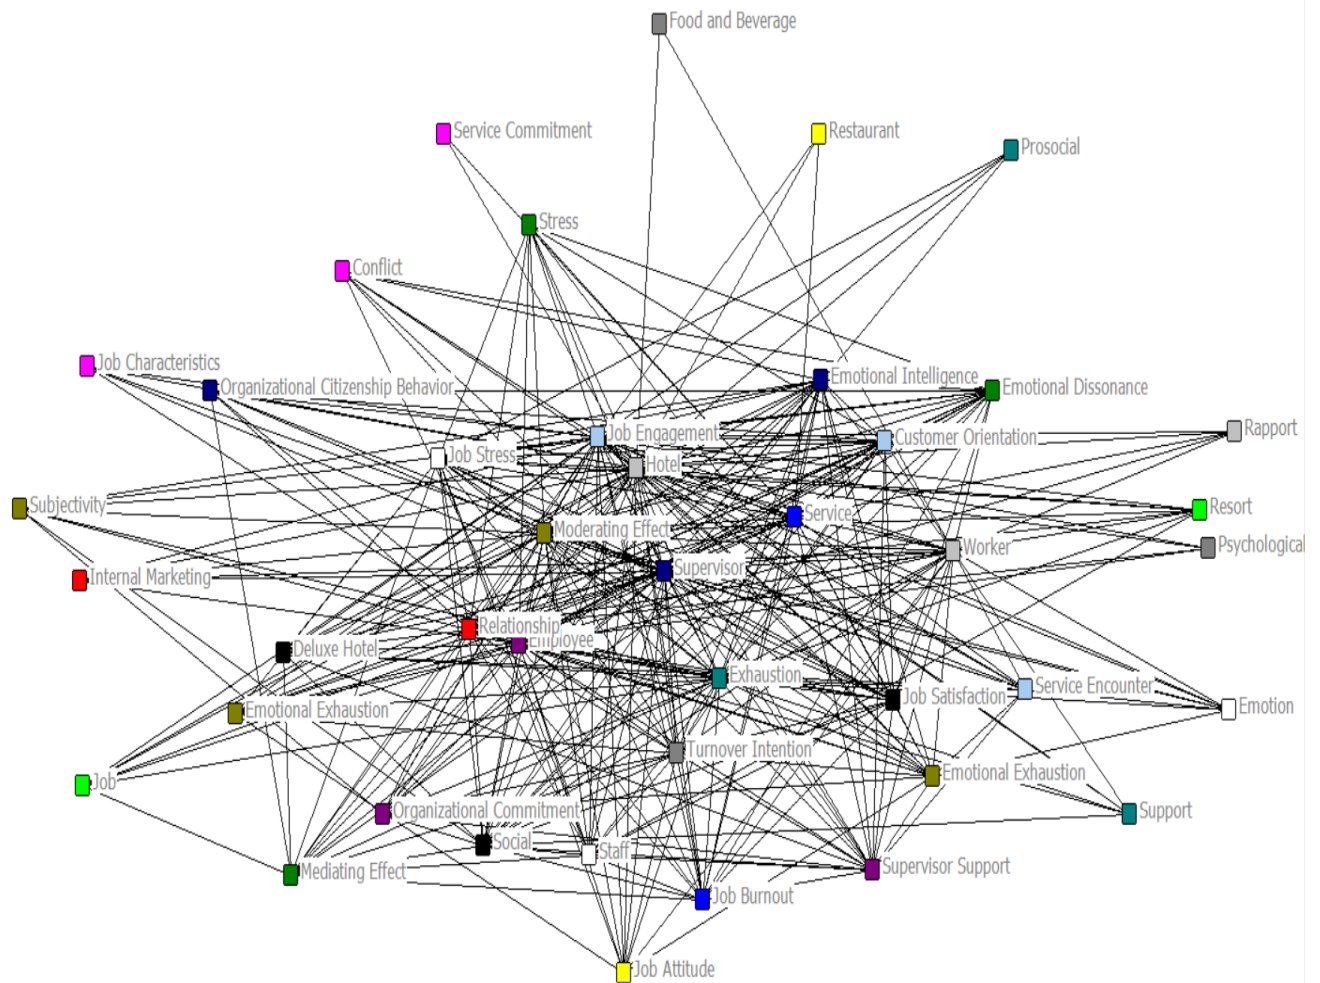 Food and Beverage
Service Commitment
Restaurant
Prosocial
Stress
Conflict
Job Characteristics
Organizational Citizenship Behavior
Emotional Intelligence
Emotional Dissonance
Job Engagement
Customer Orientation
Rapport
Job Stress
Hotel
Subjectivity
Service
Resort
Moderating Effect
Worker
Psychological
Supervisor
Internal Marketing
Relationship
Employee
Deluxe Hotel
Exhaustion
Job Satisfaction
Service Encounter
Emotional Exhaustion
Emotion
Turnover Intention
Emotional Exhaustion
Job
Organizational Commitment
Support
Social
Staff
Mediating Effect
Supervisor Support
Job Burnout
Job Attitude